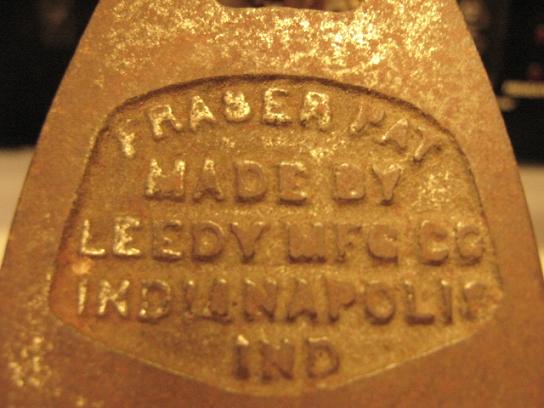 FRASER PAT
MADE BY
LEEDY MFG CO
INDIANAPOLIS
IND